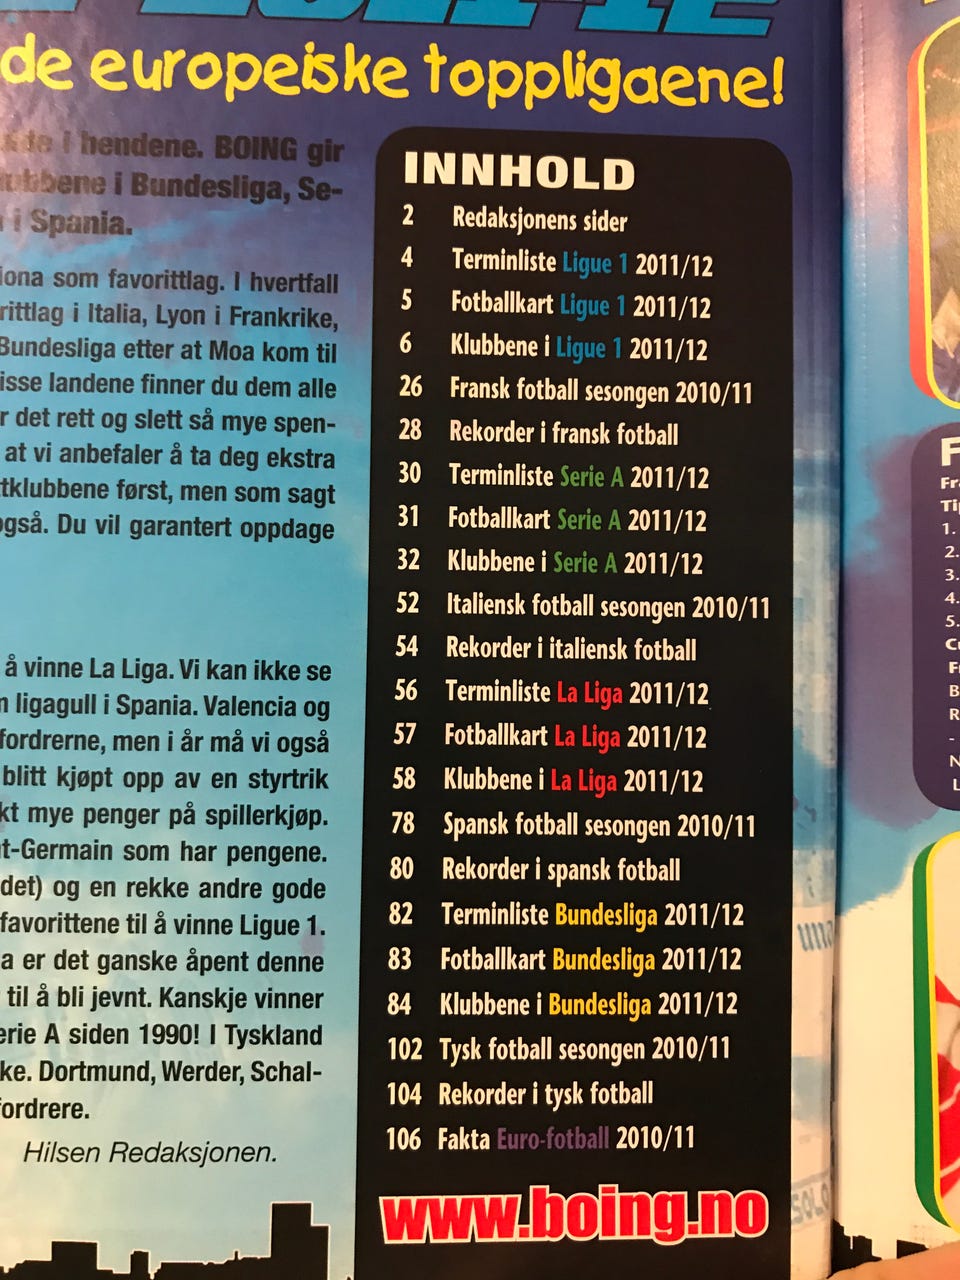 de europeiske toppligaene!
i hendene. BOING gir
i Bundesliga, Se-
i Spania.
som favorittlag. I hvertfall
i Italia, Lyon i Frankrike,
Bundesliga etter at Moa kom til
landene finner du dem alle
det rett og slett så mye spen-
at vi anbefaler å ta deg ekstra
først, men som sagt
også. Du vil garantert oppdage
å vinne La Liga. Vi kan ikke se
ligagull i Spania. Valencia og
men i år må vi også
blitt kjøpt opp av en styrtrik
mye penger på spillerkjøp.
som har pengene.
og en rekke andre gode
favorittene til å vinne Ligue 1.
er det ganske åpent denne
til å bli jevnt. Kanskje vinner
Serie A siden 1990! I Tyskland
Dortmund, Werder, Schal-
Hilsen Redaksjonen.
INNHOLD
2 Redaksjonens sider
4 Terminliste Ligue 1 2011/12
5 Fotballkart Ligue 1 2011/12
6 Klubbene i Ligue 1 2011/12
26 Fransk fotball sesongen 2010/11
28 Rekorder i fransk fotball
30 Terminliste Serie A 2011/12
31 Fotballkart Serie A 2011/12
32 Klubbene i Serie A 2011/12
52 Italiensk fotball sesongen 2010/11
54 Rekorder i italiensk fotball
56 Terminliste La Liga 2011/12
57 Fotballkart La Liga 2011/12
58 Klubbene i La Liga 2011/12
78 Spansk fotball sesongen 2010/11
80 Rekorder i spansk fotball
82 Terminliste Bundesliga 2011/12
83 Fotballkart Bundesliga 2011/12
84 Klubbene i Bundesliga 2011/12
102 Tysk fotball sesongen 2010/11
104 Rekorder i tysk fotball
106 Fakta Euro-fotball 2010/11
www.boing.no
1.
2.
3.
4.
5.